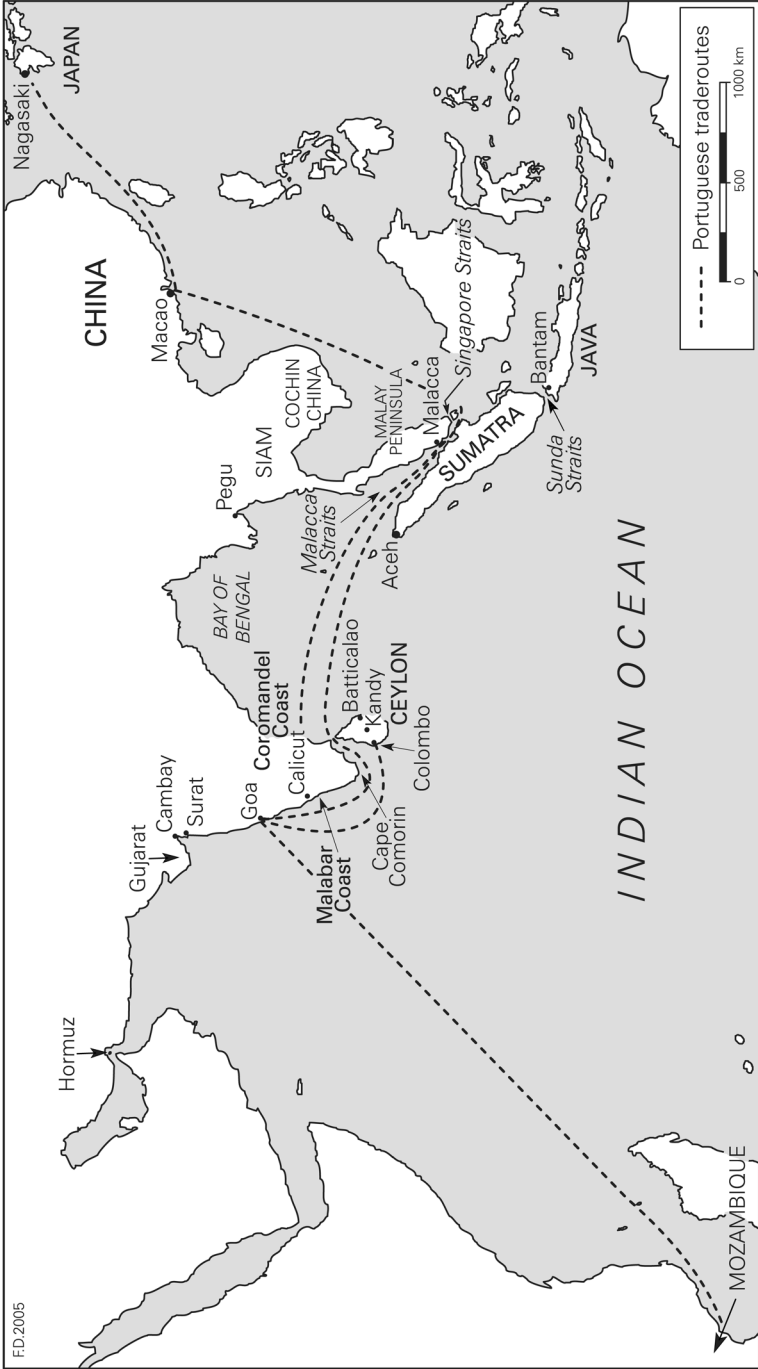 F.D.2005
Hormuz
Gujarat
Cambay
Surat
Goa
Calicut
Malabar
Coast
Coromandel
Coast
Cape
Comorin
Batticalao
Kandy
CEYLON
Colombo
BAY OF
BENGAL
Pegu
SIAM
COCHIN
CHINA
CHINA
Macao
Nagasaki
JAPAN
Malacca
Straits
MALAY
PENINSULA
Malacca
Singapore Straits
Aceh
SUMATRA
Sunda
Straits
Bantam
JAVA
INDIAN OCEAN
MOZAMBIQUE
Portuguese traderoutes
0 500 1000 km